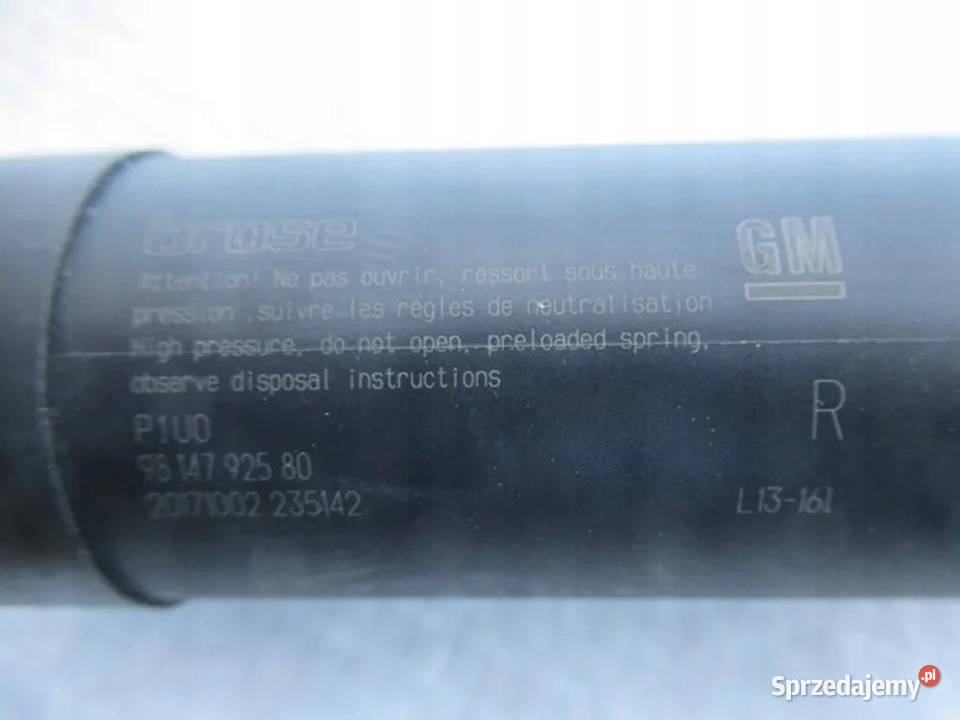 brose
GM
Attention! Ne pas ouvrir, ressort sous haute
pression ,suivre les règles de neutralisation
High pressure, do not open, preloaded spring,
observe disposal instructions
R
P1U0
98 147 925 80
20171002 235142
L13-161
Sprzedajemy.pl